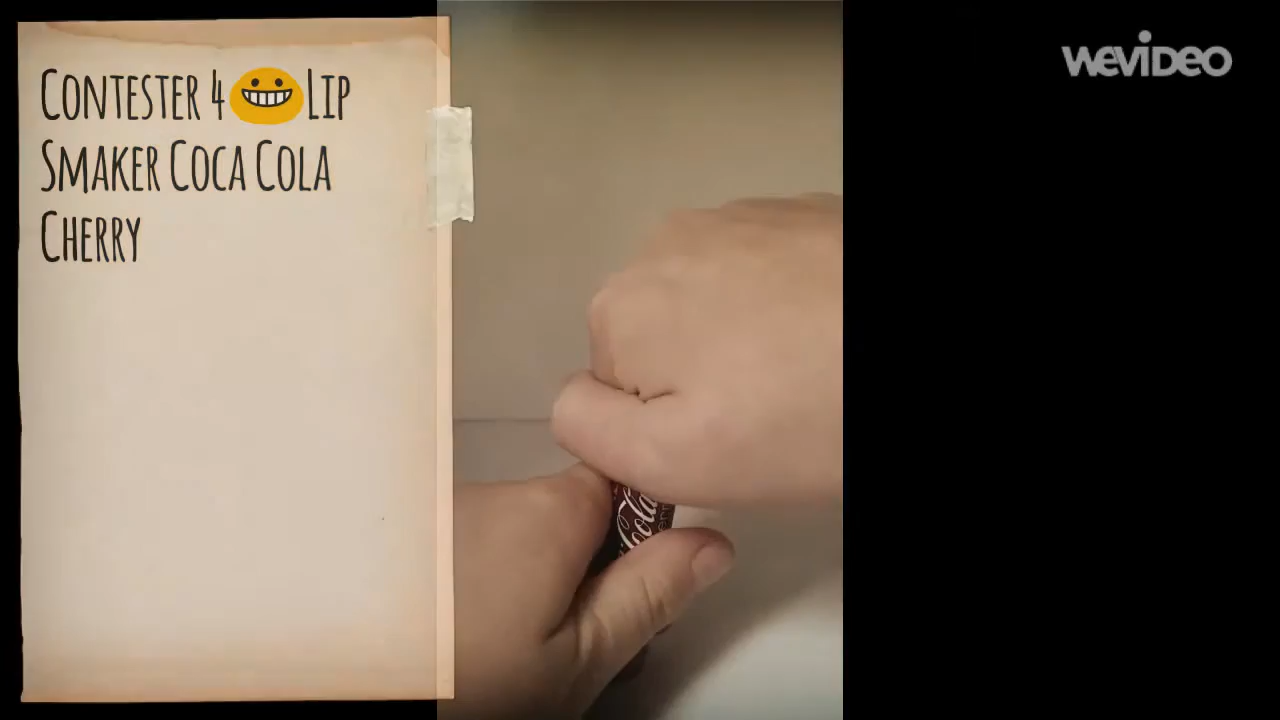 Contester 4😀Lip
Smaker Coca Cola
Cherry
WeVideo
Cola